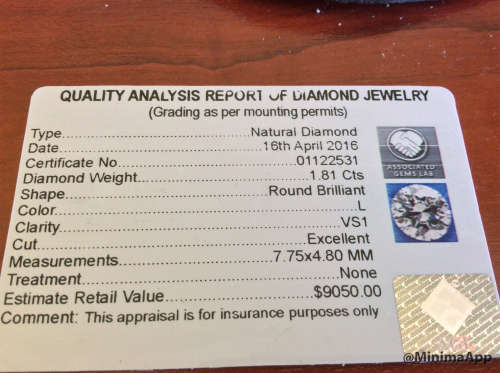 QUALITY ANALYSIS REPORT OF DIAMOND JEWELRY
(Grading as per mounting permits)
Type....................Natural Diamond
Date....................16th April 2016
Certificate No....................01122531
Diamond Weight....................1.81 Cts
Shape....................Round Brilliant
Color....................L
Clarity....................VS1
Cut....................Excellent
Measurements....................7.75x4.80 MM
Treatment....................None
Estimate Retail Value....................$9050.00
Comment: This appraisal is for insurance purposes only
ASSOCIATED
GEMS LAB
@MinimaApp